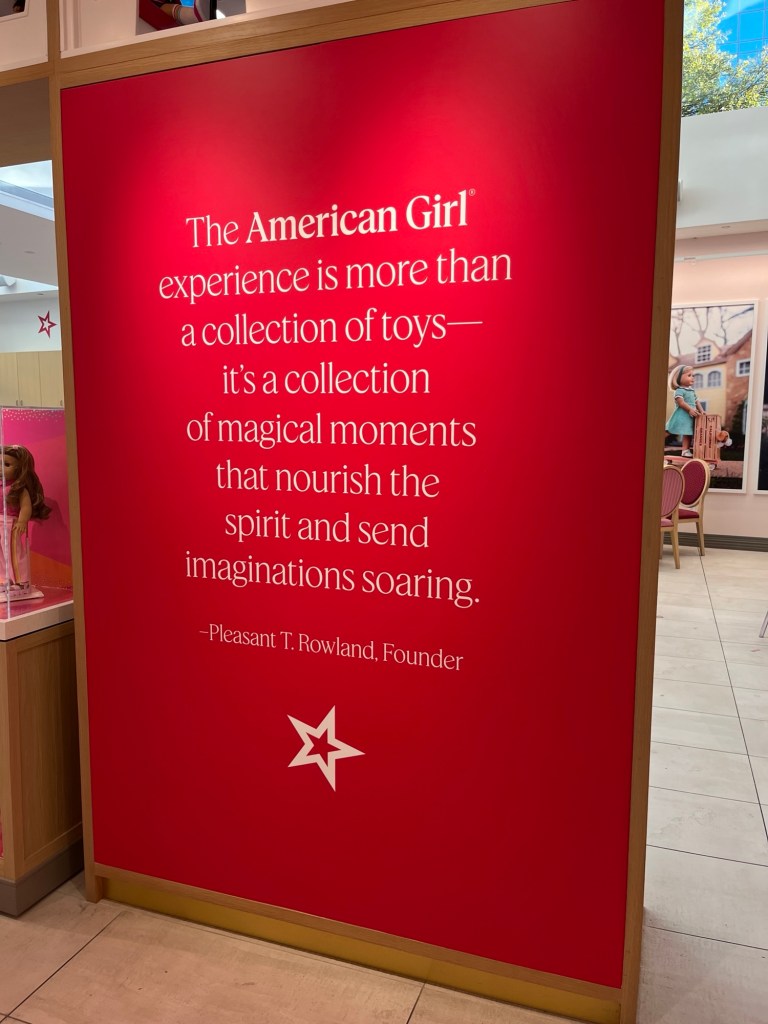 The American Girl®
experience is more than
a collection of toys—
it's a collection
of magical moments
that nourish the
spirit and send
imaginations soaring.
–Pleasant T. Rowland, Founder